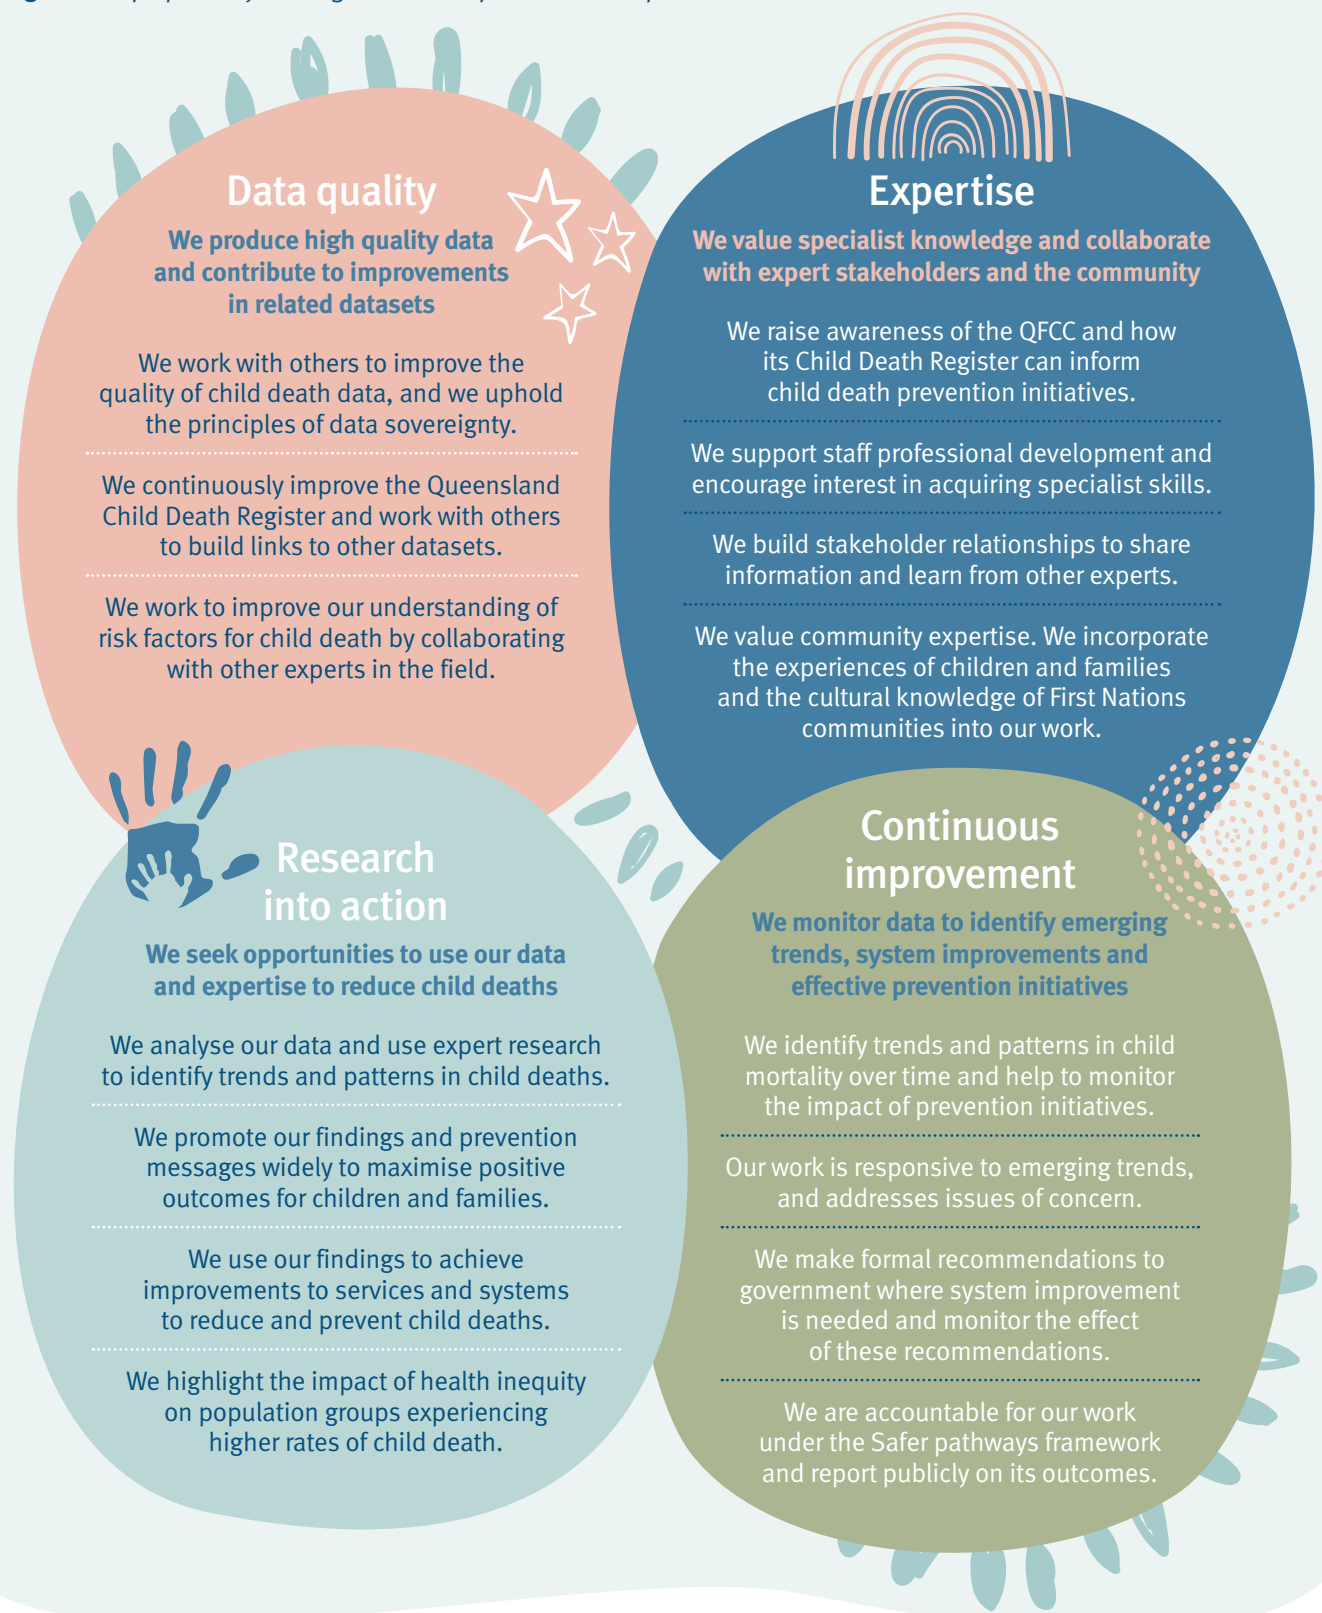 Data quality
We produce high quality data
and contribute to improvements
in related datasets
We work with others to improve the
quality of child death data, and we uphold
the principles of data sovereignty.
We continuously improve the Queensland
Child Death Register and work with others
to build links to other datasets.
We work to improve our understanding of
risk factors for child death by collaborating
with other experts in the field.
Expertise
We value specialist knowledge and collaborate
with expert stakeholders and the community
We raise awareness of the QFCC and how
its Child Death Register can inform
child death prevention initiatives.
We support staff professional development and
encourage interest in acquiring specialist skills.
We build stakeholder relationships to share
information and learn from other experts.
We value community expertise. We incorporate
the experiences of children and families
and the cultural knowledge of First Nations
communities into our work.
Research
into action
We seek opportunities to use our data
and expertise to reduce child deaths
We analyse our data and use expert research
to identify trends and patterns in child deaths.
We promote our findings and prevention
messages widely to maximise positive
outcomes for children and families.
We use our findings to achieve
improvements to services and systems
to reduce and prevent child deaths.
We highlight the impact of health inequity
on population groups experiencing
higher rates of child death.
Continuous
improvement
We monitor data to identify emerging
trends, system improvements and
effective prevention initiatives
We identify trends and patterns in child
mortality over time and help to monitor
the impact of prevention initiatives.
Our work is responsive to emerging trends,
and addresses issues of concern.
We make formal recommendations to
government where system improvement
is needed and monitor the effect
of these recommendations.
We are accountable for our work
under the Safer pathways framework
and report publicly on its outcomes.